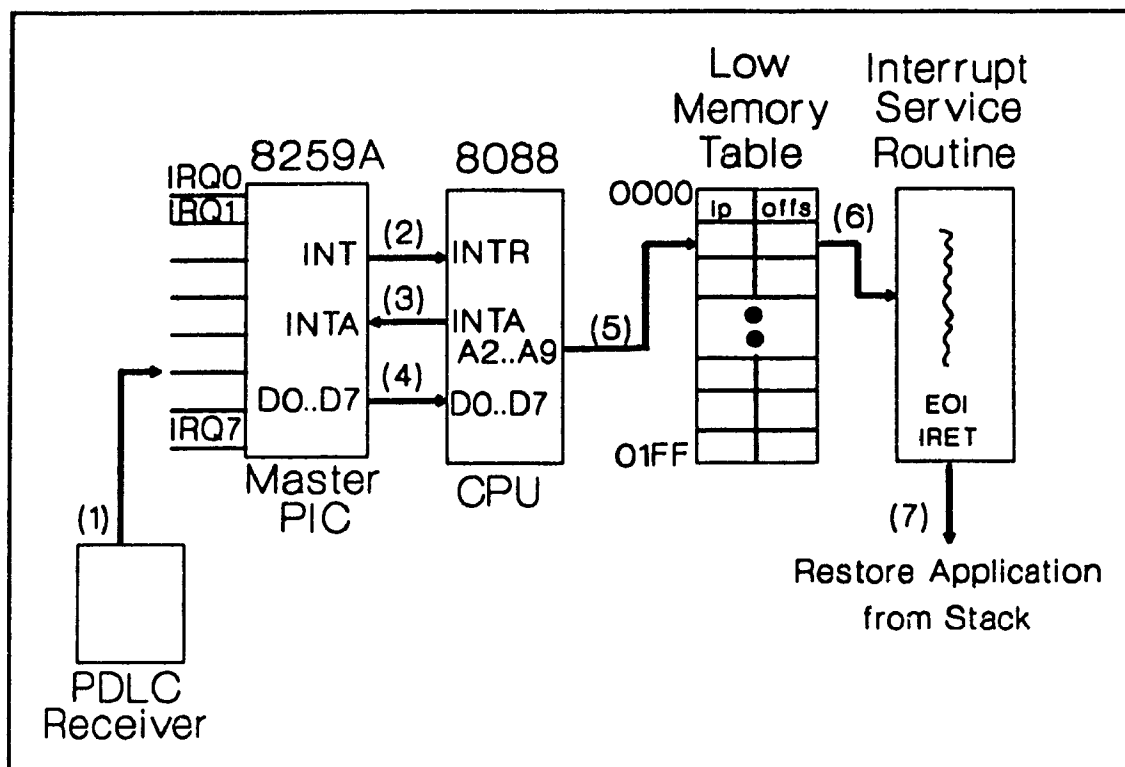 Low
Memory
Table
Interrupt
Service
Routine
8259A
8088
IRQ0
IRQ1
IRQ7
INT
INTA
D0..D7
(2)
(3)
(4)
INTR
INTA
A2..A9
D0..D7
(5)
0000
ip
offs
01FF
(6)
EOI
IRET
Master
PIC
CPU
(1)
(7)
Restore Application
from Stack
PDLC
Receiver